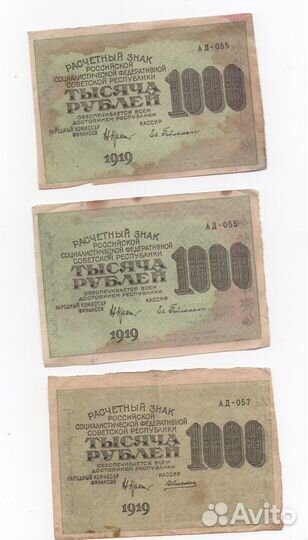 АД-055
РАСЧЕТНЫЙ ЗНАК
РОССИЙСКОЙ
СОЦИАЛИСТИЧЕСКОЙ ФЕДЕРАТИВНОЙ
СОВЕТСКОЙ РЕСПУБЛИКИ
ТЫСЯЧА 1000
РУБЛЕЙ
ОБЕСПЕЧИВАЕТСЯ ВСЕМ
ДОСТОЯНИЕМ РЕСПУБЛИКИ
НАРОДНЫЙ КОМИССАР КАССИР
ФИНАНСОВ
1919
АД-055
РАСЧЕТНЫЙ ЗНАК
РОССИЙСКОЙ
СОЦИАЛИСТИЧЕСКОЙ ФЕДЕРАТИВНОЙ
СОВЕТСКОЙ РЕСПУБЛИКИ
ТЫСЯЧА 1000
РУБЛЕЙ
ОБЕСПЕЧИВАЕТСЯ ВСЕМ
ДОСТОЯНИЕМ РЕСПУБЛИКИ
НАРОДНЫЙ КОМИССАР КАССИР
ФИНАНСОВ
1919
РАСЧЕТНЫЙ ЗНАК АД-057
РОССИЙСКОЙ
СОЦИАЛИСТИЧЕСКОЙ ФЕДЕРАТИВНОЙ
СОВЕТСКОЙ РЕСПУБЛИКИ
ТЫСЯЧА 1000
РУБЛЕЙ
ОБЕСПЕЧИВАЕТСЯ ВСЕМ
ДОСТОЯНИЕМ РЕСПУБЛИКИ
НАРОДНЫЙ КОМИССАР КАССИР
ФИНАНСОВ
1919
Avito